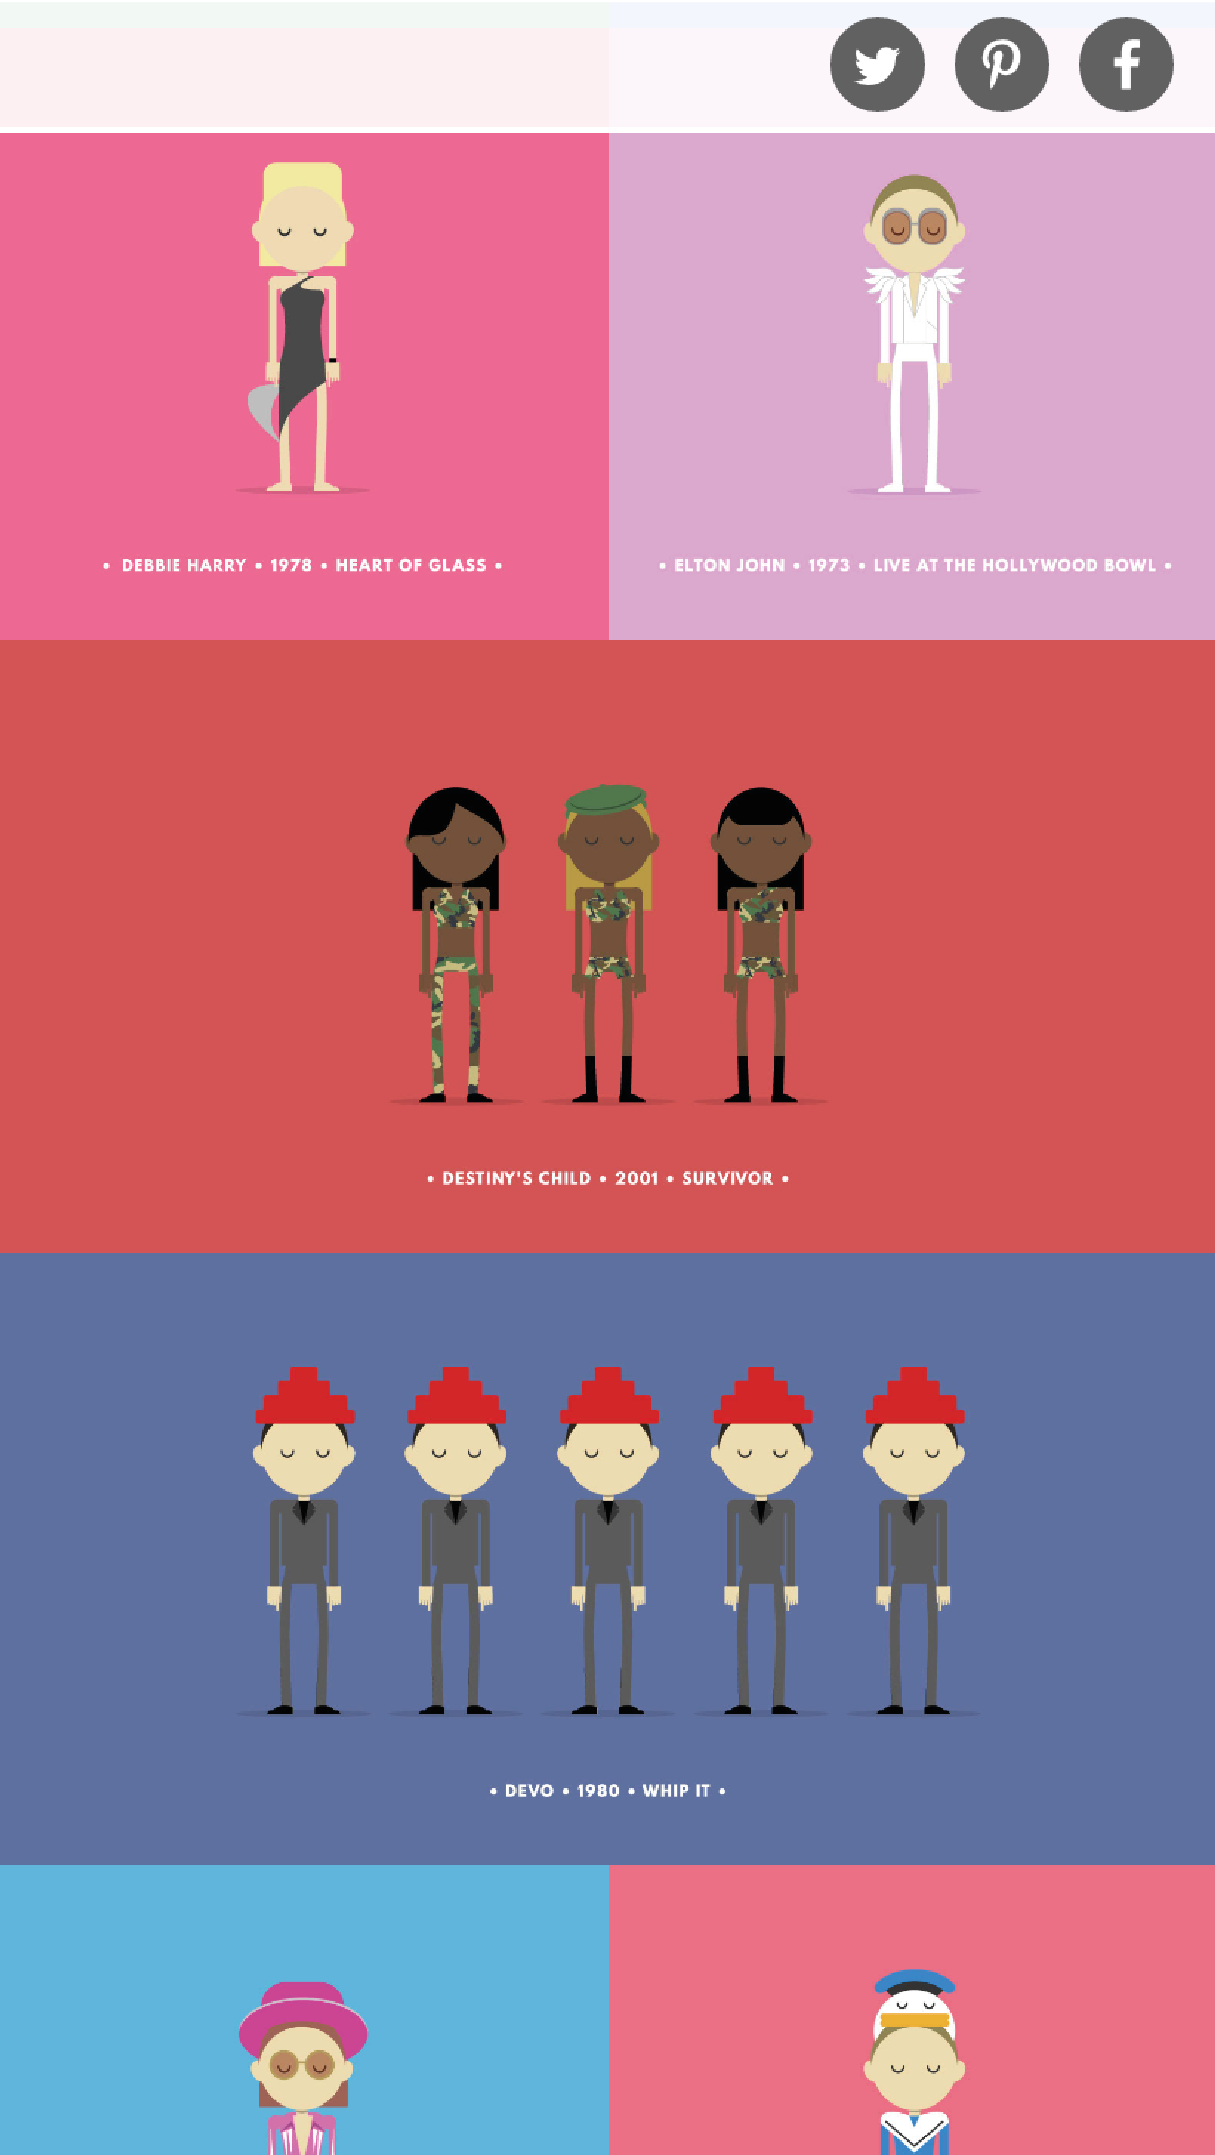 • DEBBIE HARRY • 1978 • HEART OF GLASS •
• ELTON JOHN • 1973 • LIVE AT THE HOLLYWOOD BOWL •
• DESTINY'S CHILD • 2001 • SURVIVOR •
• DEVO • 1980 • WHIP IT •